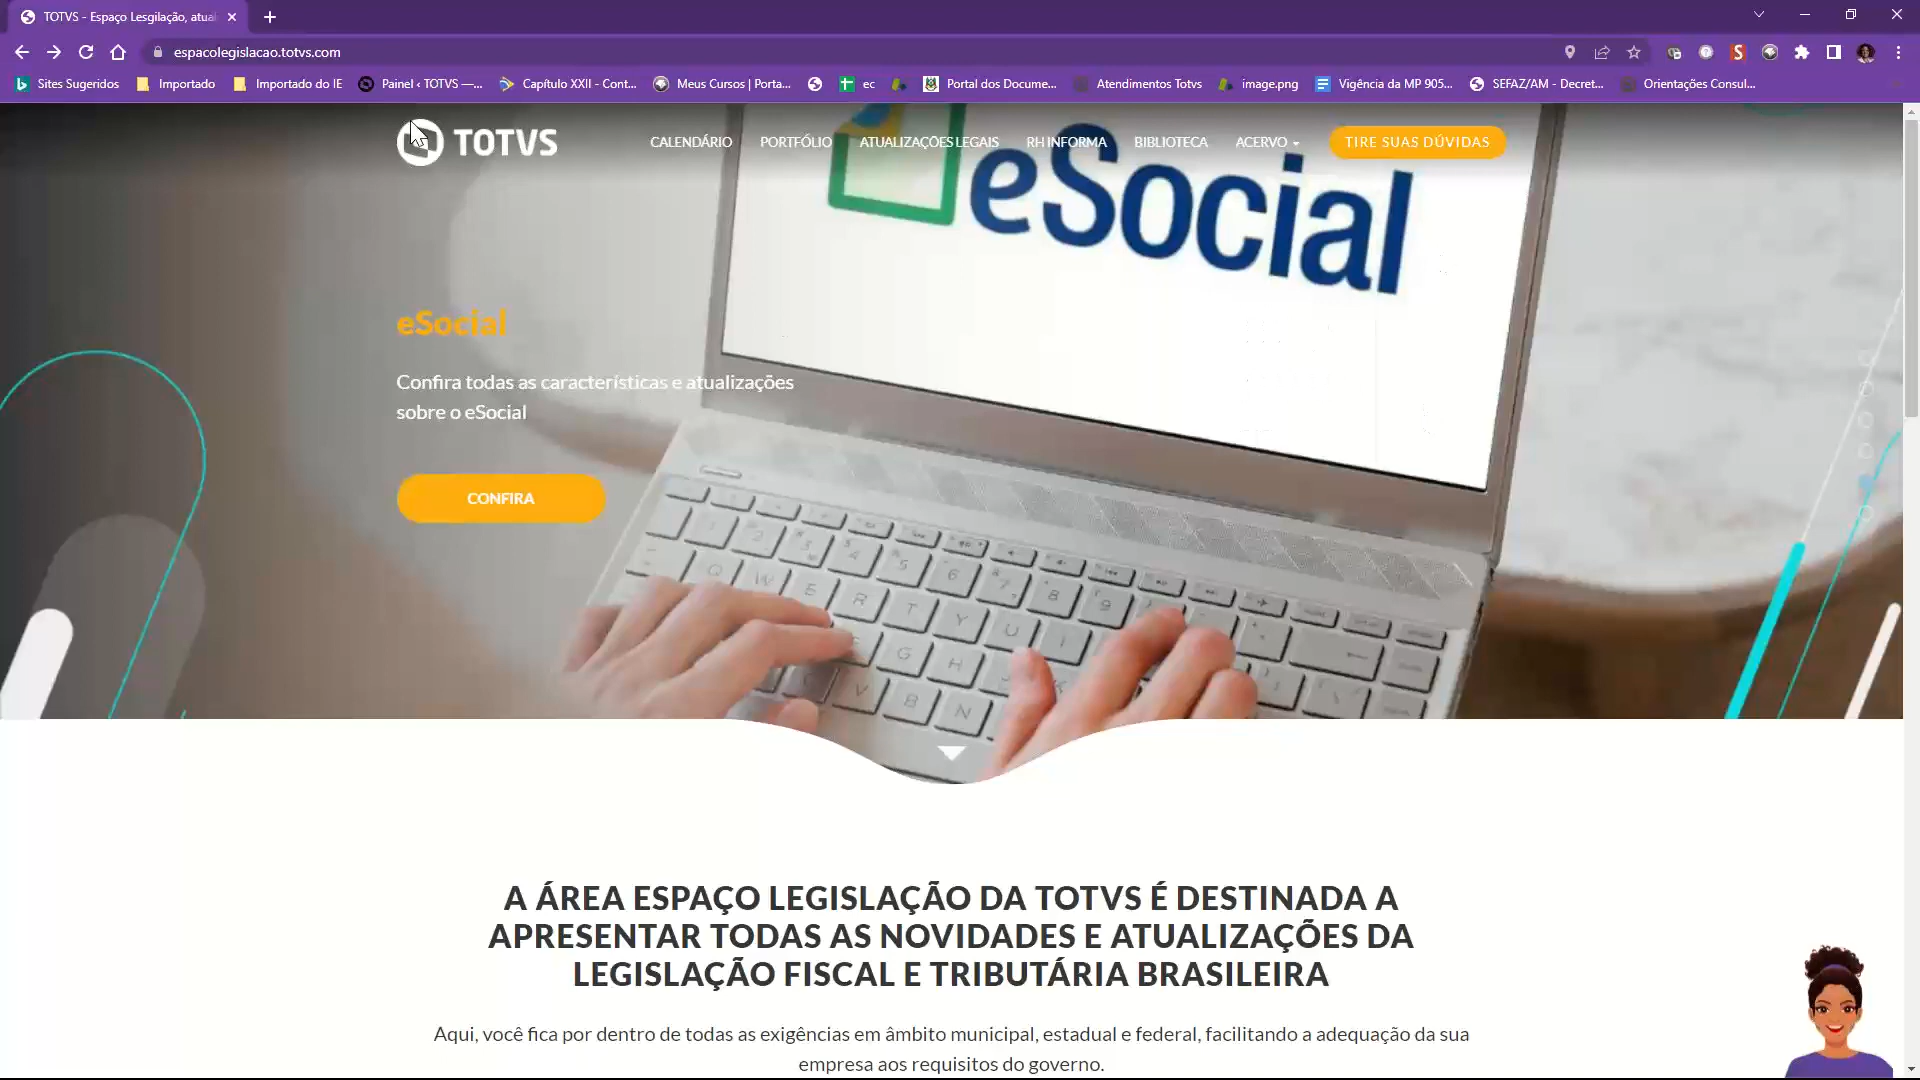 TOTVS - Espaço Lesgilação, atual
espacolegislacao.totvs.com
Sites Sugeridos
Importado
Importado do IE
Painel ‹ TOTVS —...
Capítulo XXII - Cont...
Meus Cursos | Porta...
ec
Portal dos Docume...
Atendimentos Totvs
image.png
Vigência da MP 905...
SEFAZ/AM - Decret...
Orientações Consul...
TOTVS
CALENDÁRIO
PORTFÓLIO
ATUALIZAÇÕES LEGAIS
RH INFORMA
BIBLIOTECA
ACERVO
TIRE SUAS DÚVIDAS
eSocial
eSocial
Confira todas as características e atualizações
sobre o eSocial
CONFIRA
A ÁREA ESPAÇO LEGISLAÇÃO DA TOTVS É DESTINADA A
APRESENTAR TODAS AS NOVIDADES E ATUALIZAÇÕES DA
LEGISLAÇÃO FISCAL E TRIBUTÁRIA BRASILEIRA
Aqui, você fica por dentro de todas as exigências em âmbito municipal, estadual e federal, facilitando a adequação da sua
empresa aos requisitos do governo.